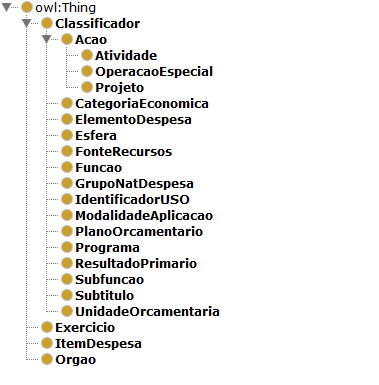 owl:Thing
Classificador
Acao
Atividade
OperacaoEspecial
Projeto
CategoriaEconomica
ElementoDespesa
Esfera
FonteRecursos
Funcao
GrupoNatDespesa
IdentificadorUSO
ModalidadeAplicacao
PlanoOrcamentario
Programa
ResultadoPrimario
Subfuncao
Subtitulo
UnidadeOrcamentaria
Exercicio
ItemDespesa
Orgao